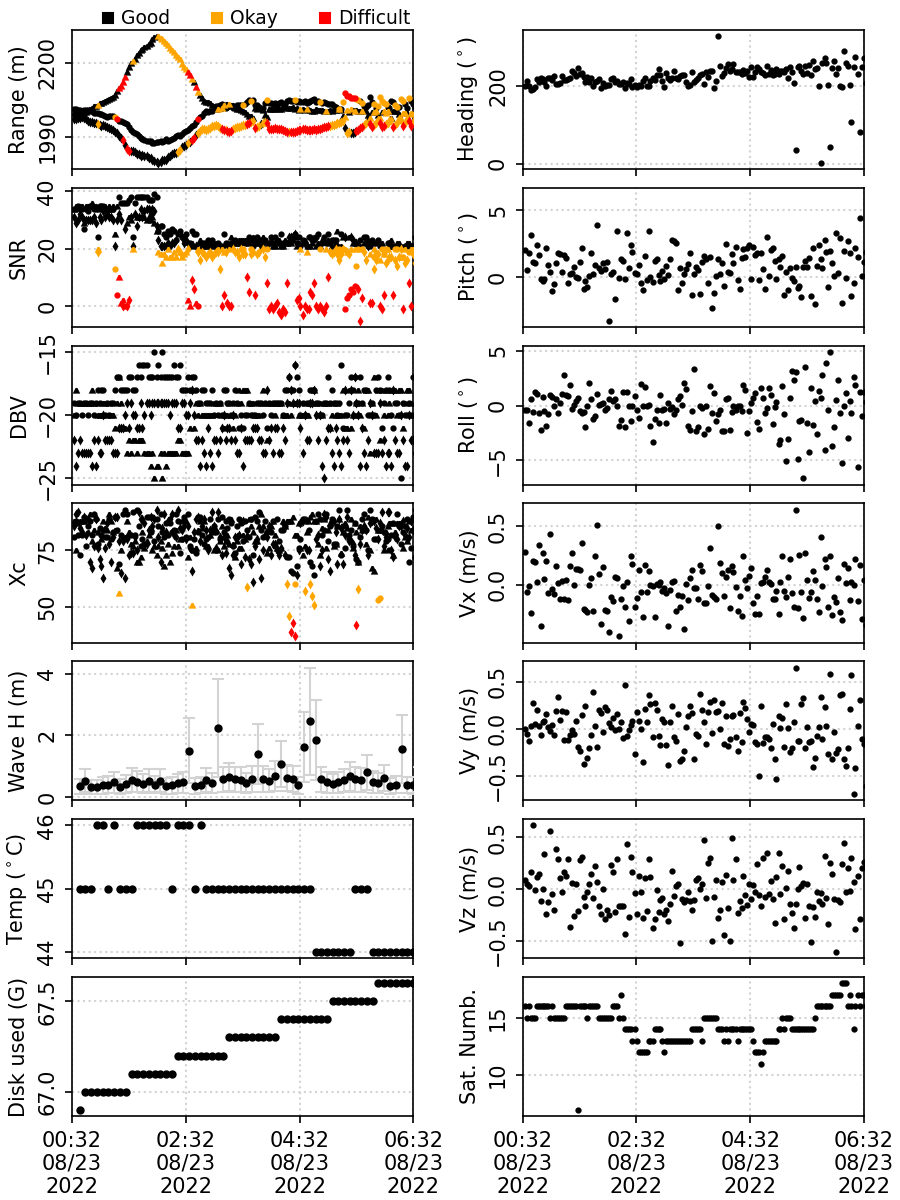 Good Okay Difficult
Range (m)
2200
1990
Heading (°)
200
0
SNR
40
20
0
Pitch (°)
5
0
DBV
−15
−20
−25
Roll (°)
5
0
−5
Xc
75
50
Vx (m/s)
0.5
0.0
Wave H (m)
4
2
0
Vy (m/s)
0.5
0.0
−0.5
Temp (°C)
46
45
44
Vz (m/s)
0.5
0.0
−0.5
Disk used (G)
67.5
67.0
Sat. Numb.
15
10
00:32 02:32 04:32 06:32 00:32 02:32 04:32 06:32
08/23 08/23 08/23 08/23 08/23 08/23 08/23 08/23
2022 2022 2022 2022 2022 2022 2022 2022